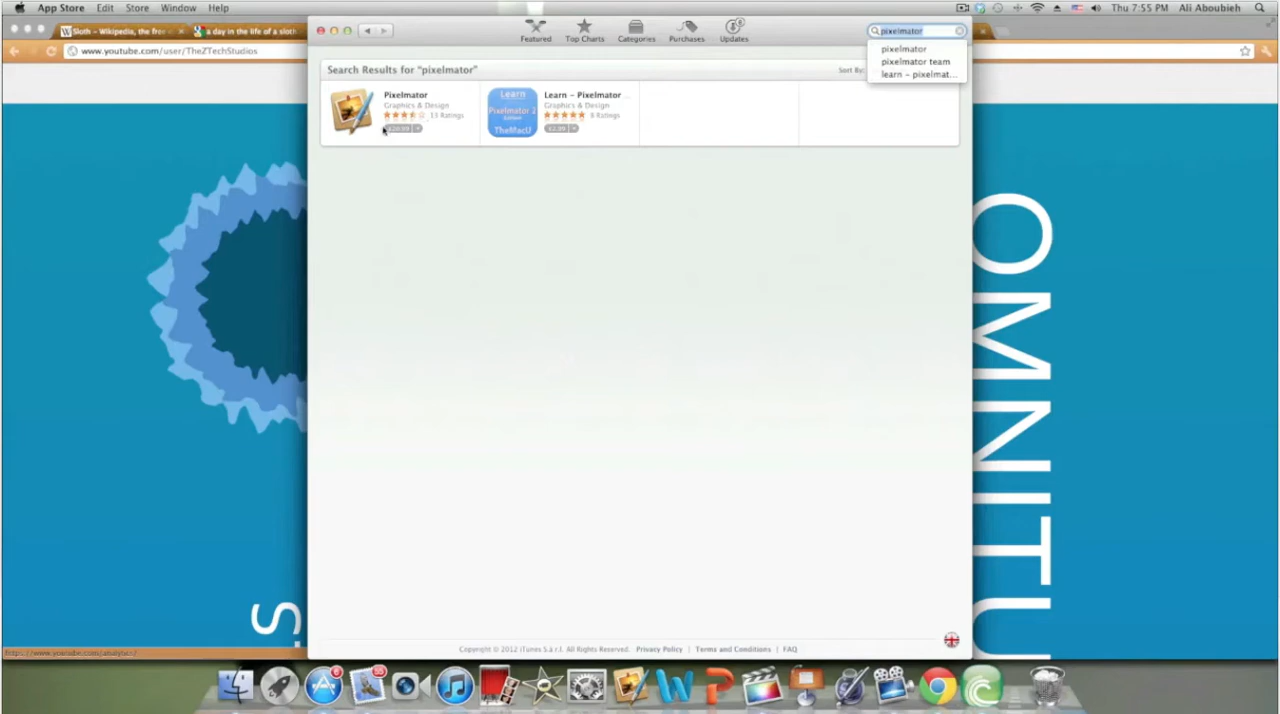 App Store Edit Store Window Help
Thu 7:55 PM Ali Aboubieh
Sloth – Wikipedia, the free e
a day in the life of a sloth
www.youtube.com/user/TheZTechStudios
Featured
Top Charts
Categories
Purchases
Updates
pixelmator
pixelmator
pixelmator team
learn – pixelmat...
Search Results for "pixelmator"
Sort By:
Pixelmator
Graphics & Design
13 Ratings
Learn
Pixelmator 2
TheMacU
Learn – Pixelmator ...
Graphics & Design
8 Ratings
OMNITU
S
Copyright © 2012 iTunes S.à r.l. All Rights Reserved. Privacy Policy | Terms and Conditions | FAQ